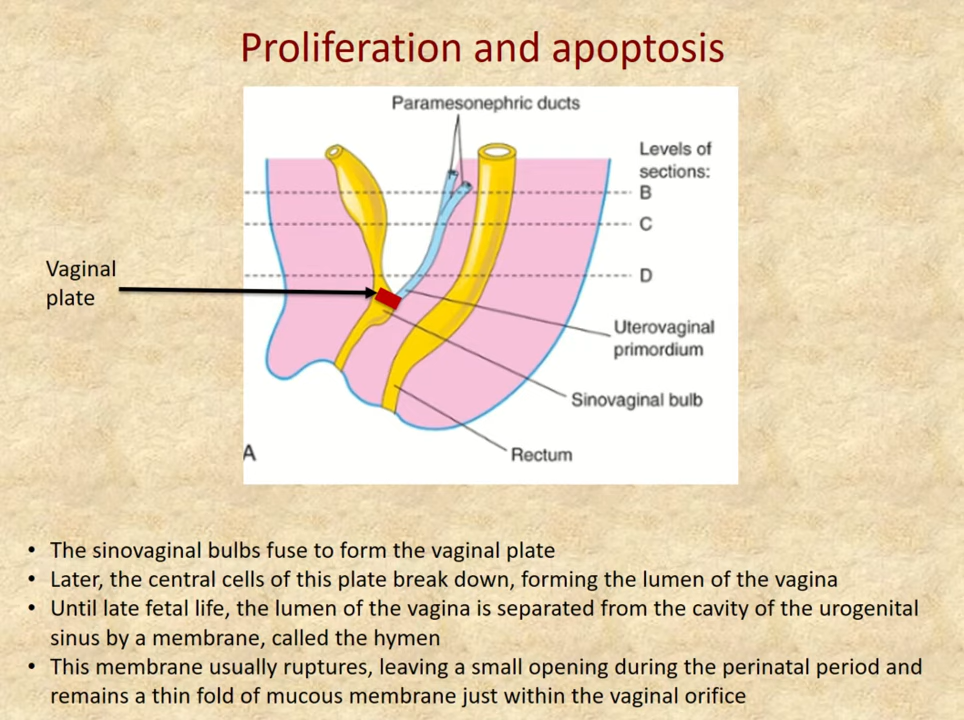 Proliferation and apoptosis
Paramesonephric ducts
Levels of
sections:
B
C
D
Vaginal
plate
Uterovaginal
primordium
Sinovaginal bulb
Rectum
A
• The sinovaginal bulbs fuse to form the vaginal plate
• Later, the central cells of this plate break down, forming the lumen of the vagina
• Until late fetal life, the lumen of the vagina is separated from the cavity of the urogenital
sinus by a membrane, called the hymen
• This membrane usually ruptures, leaving a small opening during the perinatal period and
remains a thin fold of mucous membrane just within the vaginal orifice